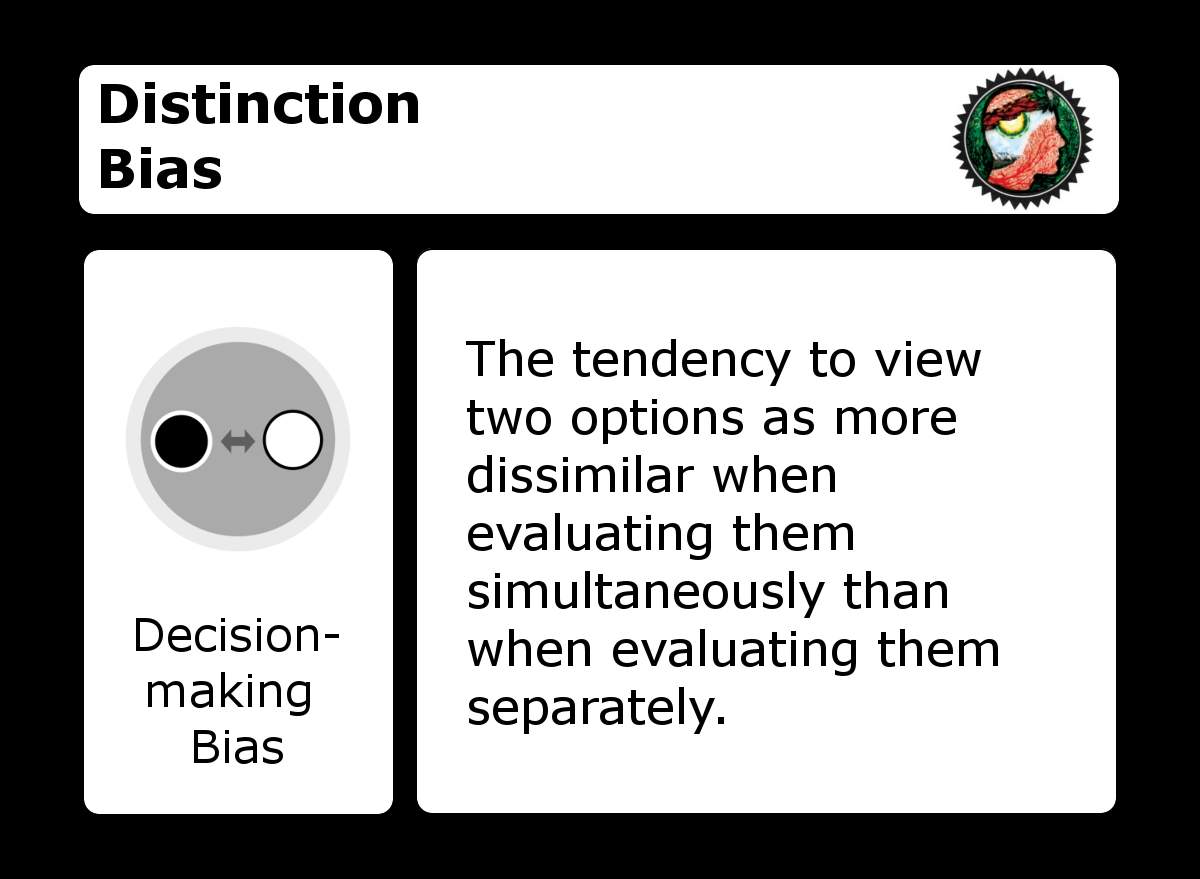 Distinction
Bias
Decision-
making
Bias
The tendency to view
two options as more
dissimilar when
evaluating them
simultaneously than
when evaluating them
separately.